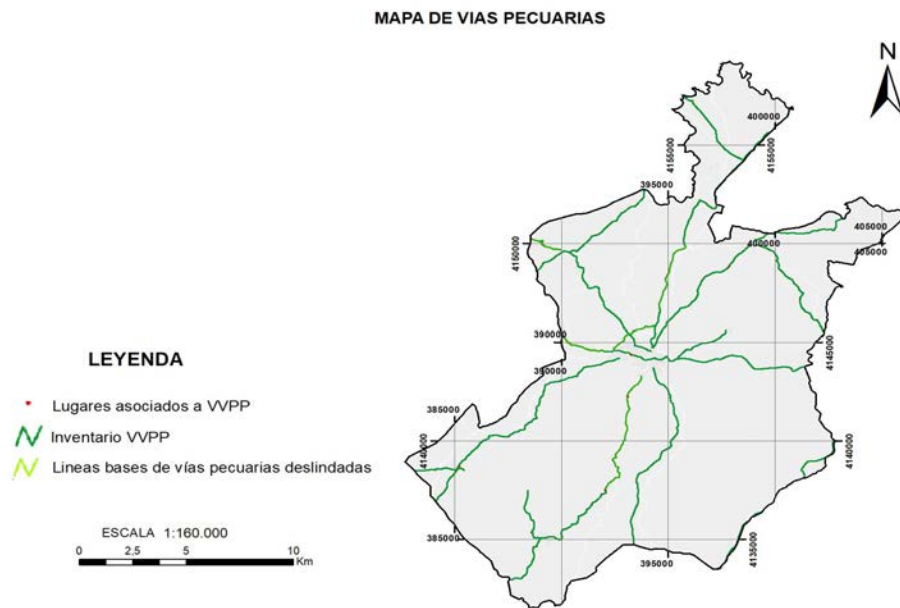 MAPA DE VIAS PECUARIAS
N
400000
4155000
4155000
395000
405000
405000
400000
4150000
390000
390000
4145000
385000
4140000
4140000
385000
395000
4135000
LEYENDA
Lugares asociados a VVPP
Inventario VVPP
Lineas bases de vías pecuarias deslindadas
ESCALA 1:160.000
0 2,5 5 10
Km